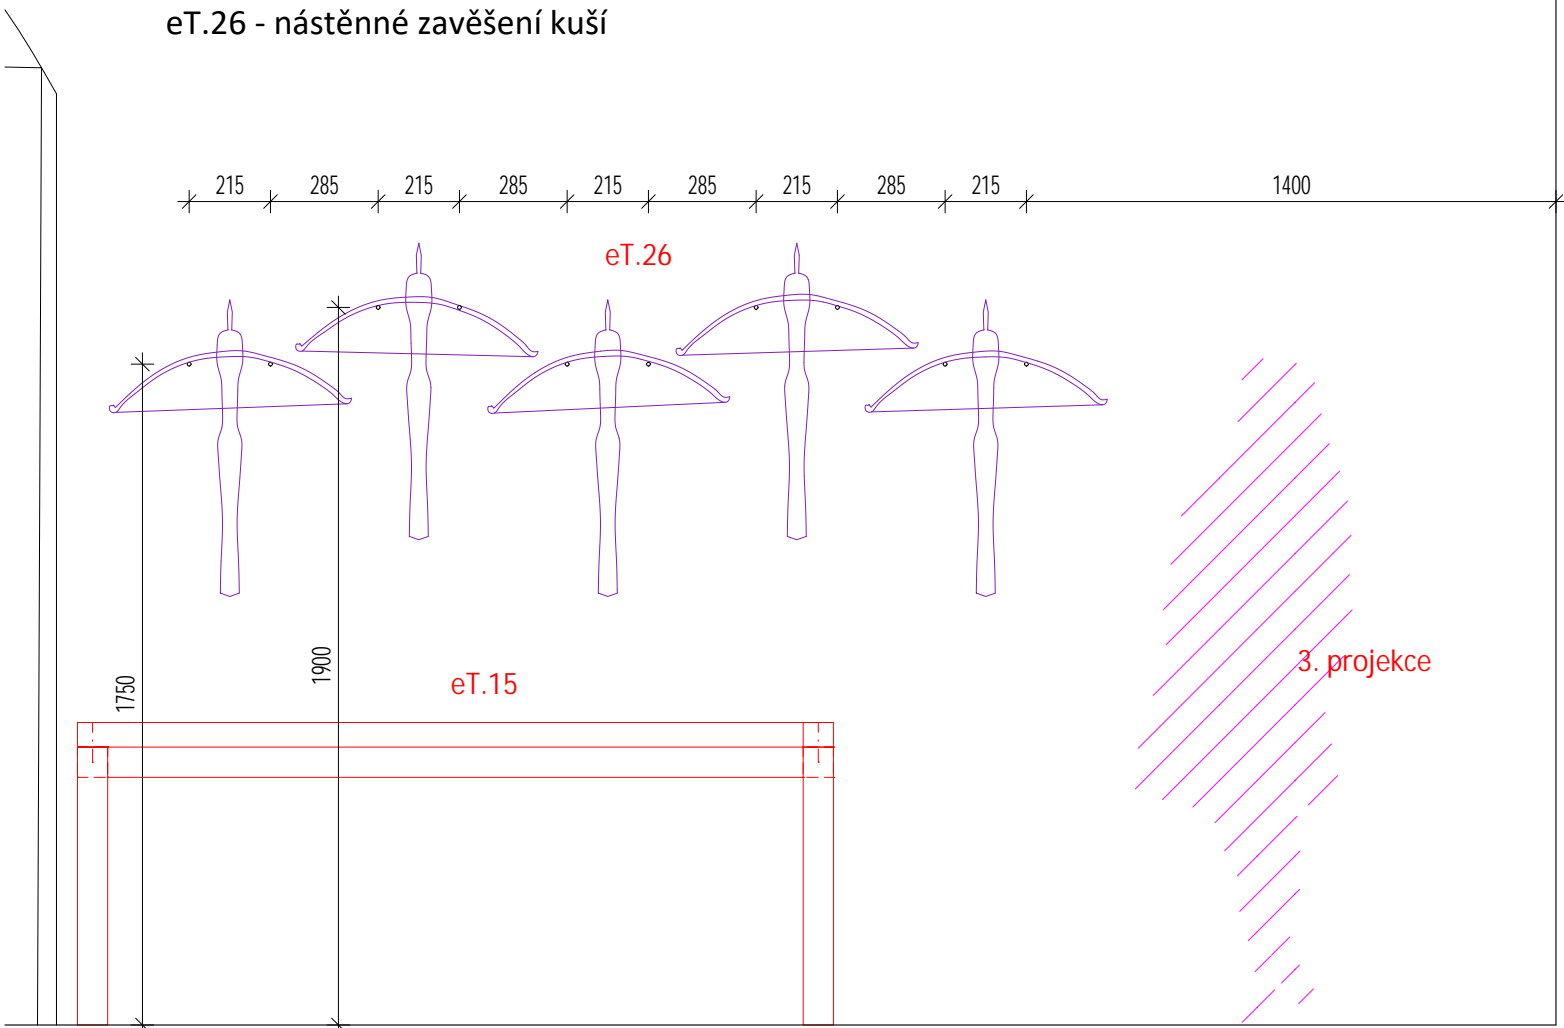 eT.26 - nástěnné zavěšení kuší
215 285 215 285 215 285 215 285 215 1400
eT.26
1750
1900
eT.15
3. projekce